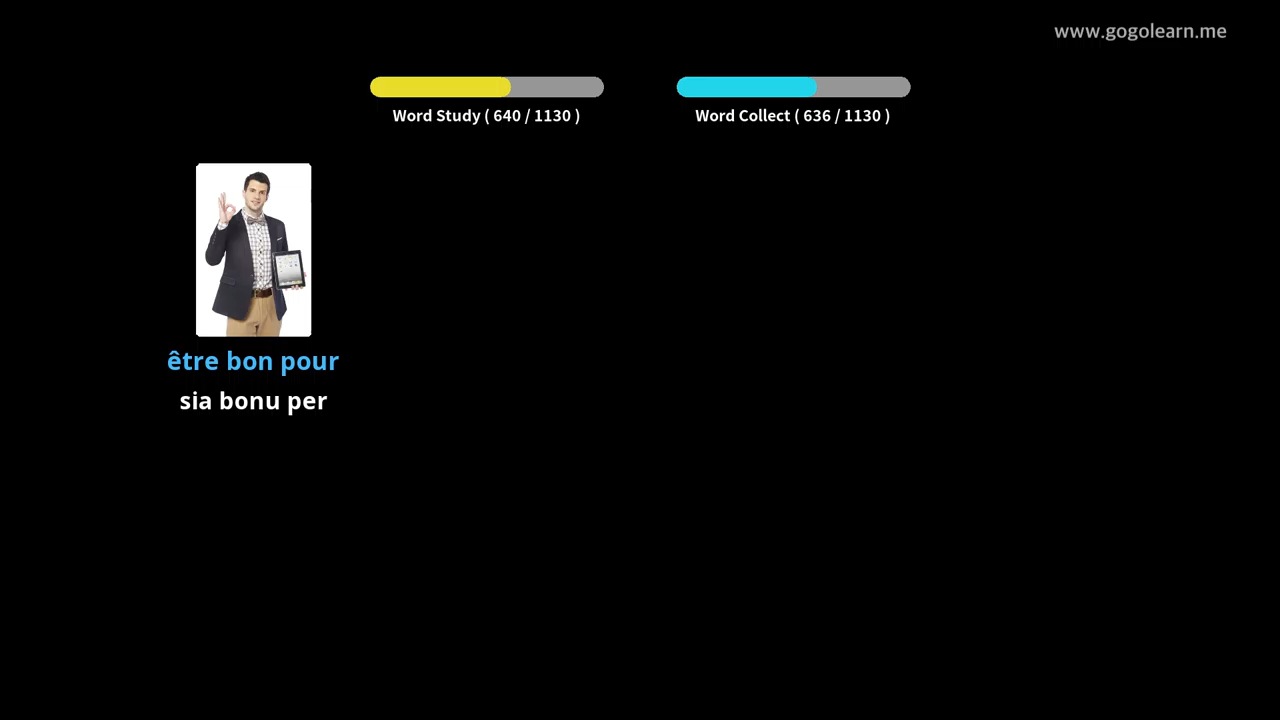 www.gogolearn.me
Word Study ( 640 / 1130 )
Word Collect ( 636 / 1130 )
être bon pour
sia bonu per